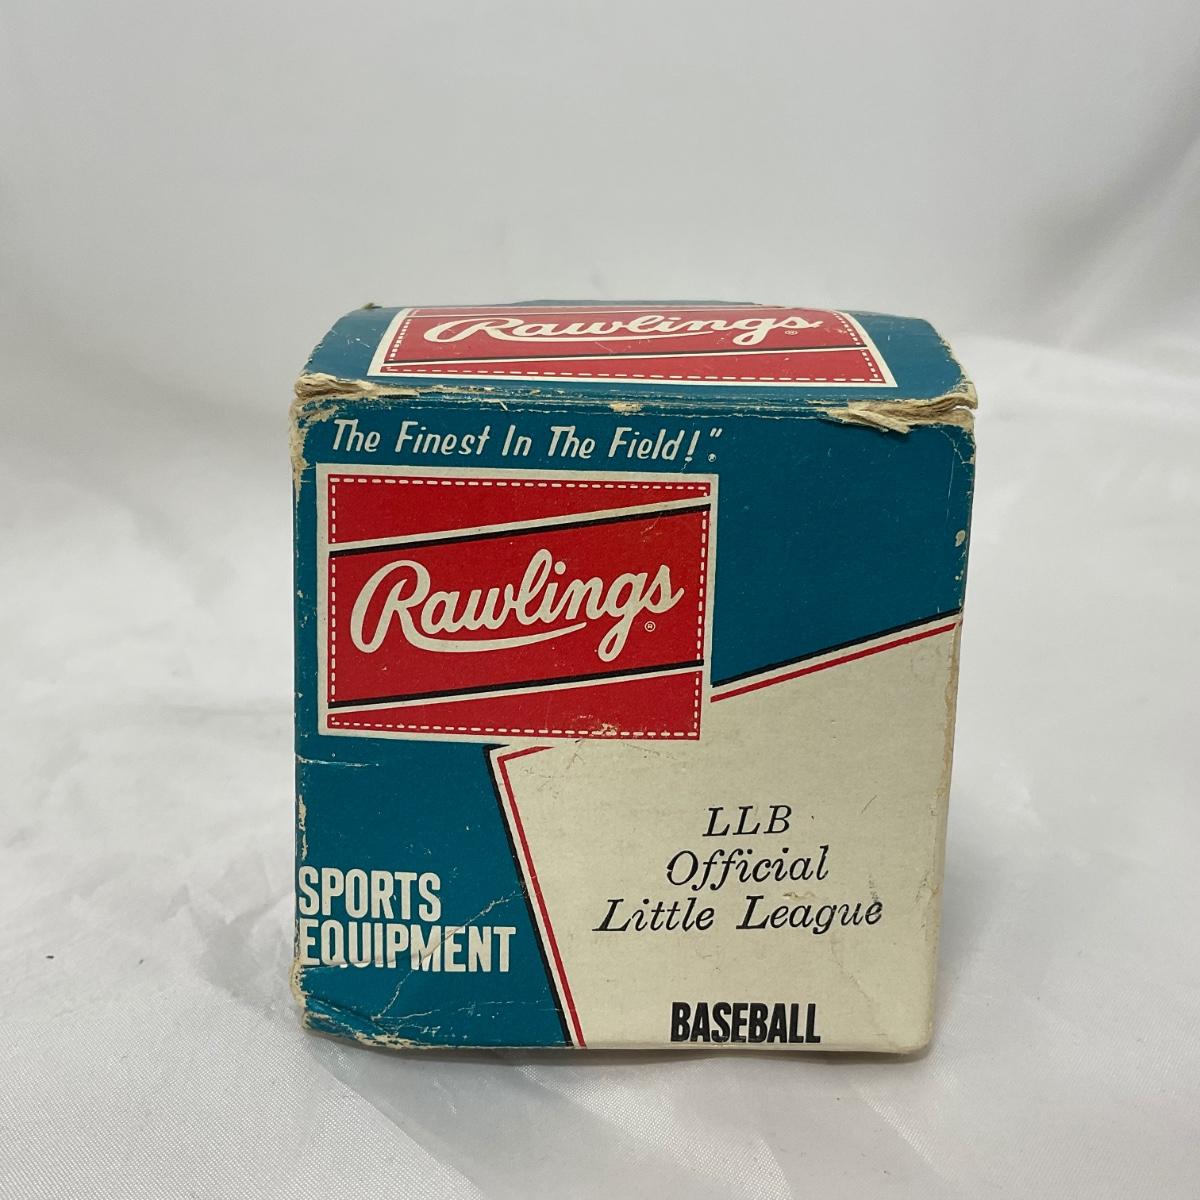 Rawlings®
The Finest In The Field!".
Rawlings®
SPORTS
EQUIPMENT
LLB
Official
Little League
BASEBALL